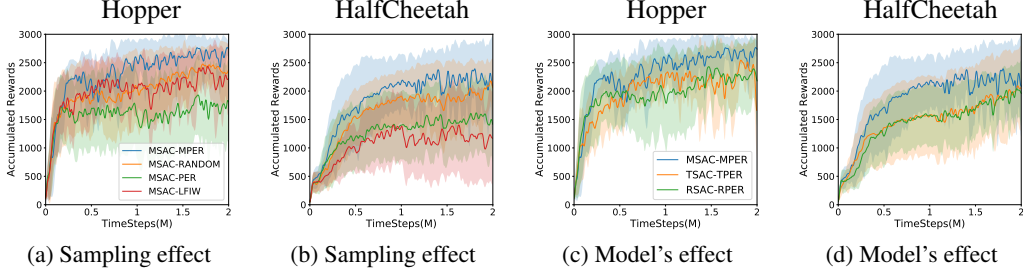 Hopper
HalfCheetah
Hopper
HalfCheetah
Accumulated Rewards
3000
2500
2000
1500
1000
500
0
MSAC-MPER
MSAC-RANDOM
MSAC-PER
MSAC-LFIW
0 0.5 1 1.5 2
TimeSteps(M)
Accumulated Rewards
3000
2500
2000
1500
1000
500
0
0 0.5 1 1.5 2
TimeSteps(M)
Accumulated Rewards
3000
2500
2000
1500
1000
500
0
MSAC-MPER
TSAC-TPER
RSAC-RPER
0 0.5 1 1.5 2
TimeSteps(M)
Accumulated Rewards
3000
2500
2000
1500
1000
500
0
0 0.5 1 1.5 2
TimeSteps(M)
(a) Sampling effect
(b) Sampling effect
(c) Model's effect
(d) Model's effect